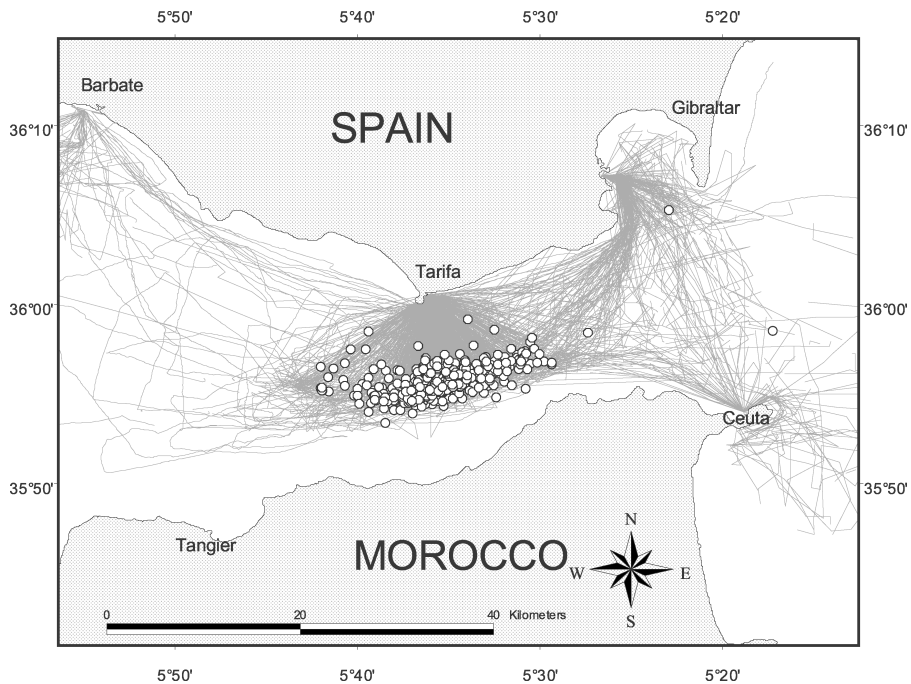 5°50' 5°40' 5°30' 5°20'
Barbate
Gibraltar
36°10' SPAIN 36°10'
Tarifa
36°00' 36°00'
Ceuta
35°50' 35°50'
N
Tangier MOROCCO W E
0 20 40 Kilometers
S
5°50' 5°40' 5°30' 5°20'